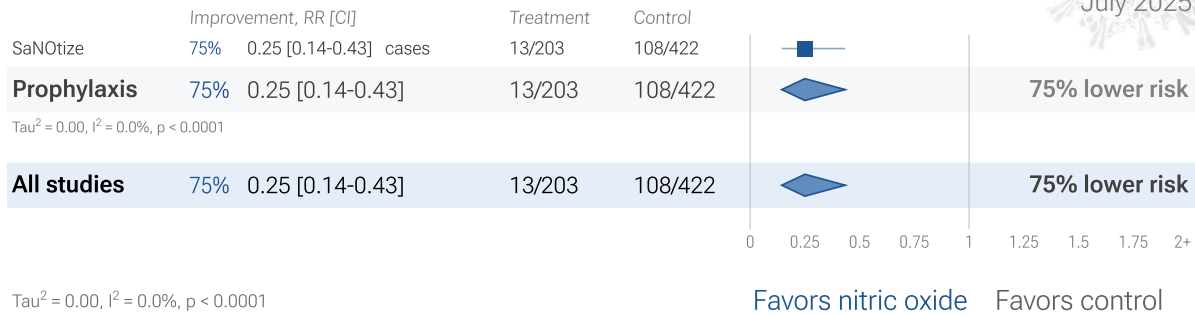 July 2025
Improvement, RR [CI] Treatment Control
SaNOtize 75% 0.25 [0.14-0.43] cases 13/203 108/422
Prophylaxis 75% 0.25 [0.14-0.43] 13/203 108/422 75% lower risk
Tau² = 0.00, I² = 0.0%, p < 0.0001
All studies 75% 0.25 [0.14-0.43] 13/203 108/422 75% lower risk
0 0.25 0.5 0.75 1 1.25 1.5 1.75 2+
Tau² = 0.00, I² = 0.0%, p < 0.0001 Favors nitric oxide Favors control